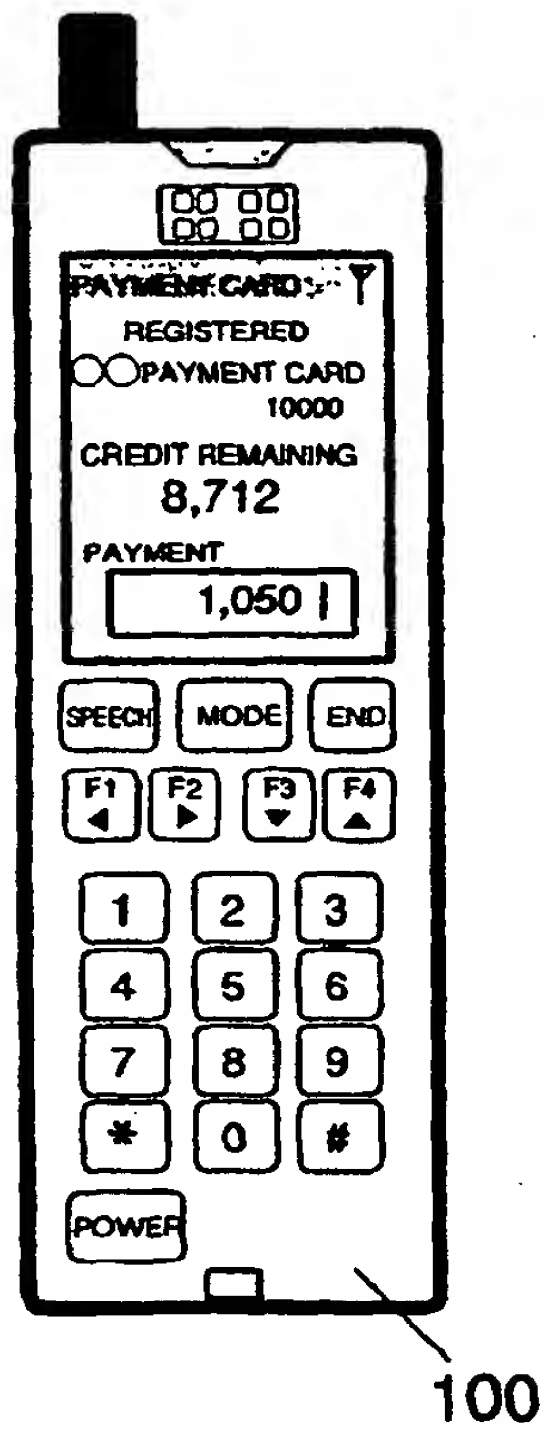 PAYMENT CARD
REGISTERED
○○PAYMENT CARD
10000
CREDIT REMAINING
8,712
PAYMENT
1,050
SPEECH MODE END
F1 F2 F3 F4
1 2 3
4 5 6
7 8 9
* 0 #
POWER
100